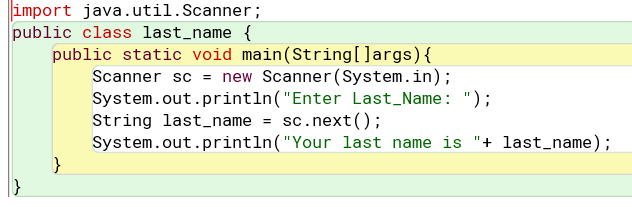 import java.util.Scanner;
public class last_name {
    public static void main(String[]args){
        Scanner sc = new Scanner(System.in);
        System.out.println("Enter Last_Name: ");
        String last_name = sc.next();
        System.out.println("Your last name is "+ last_name);
    }
}